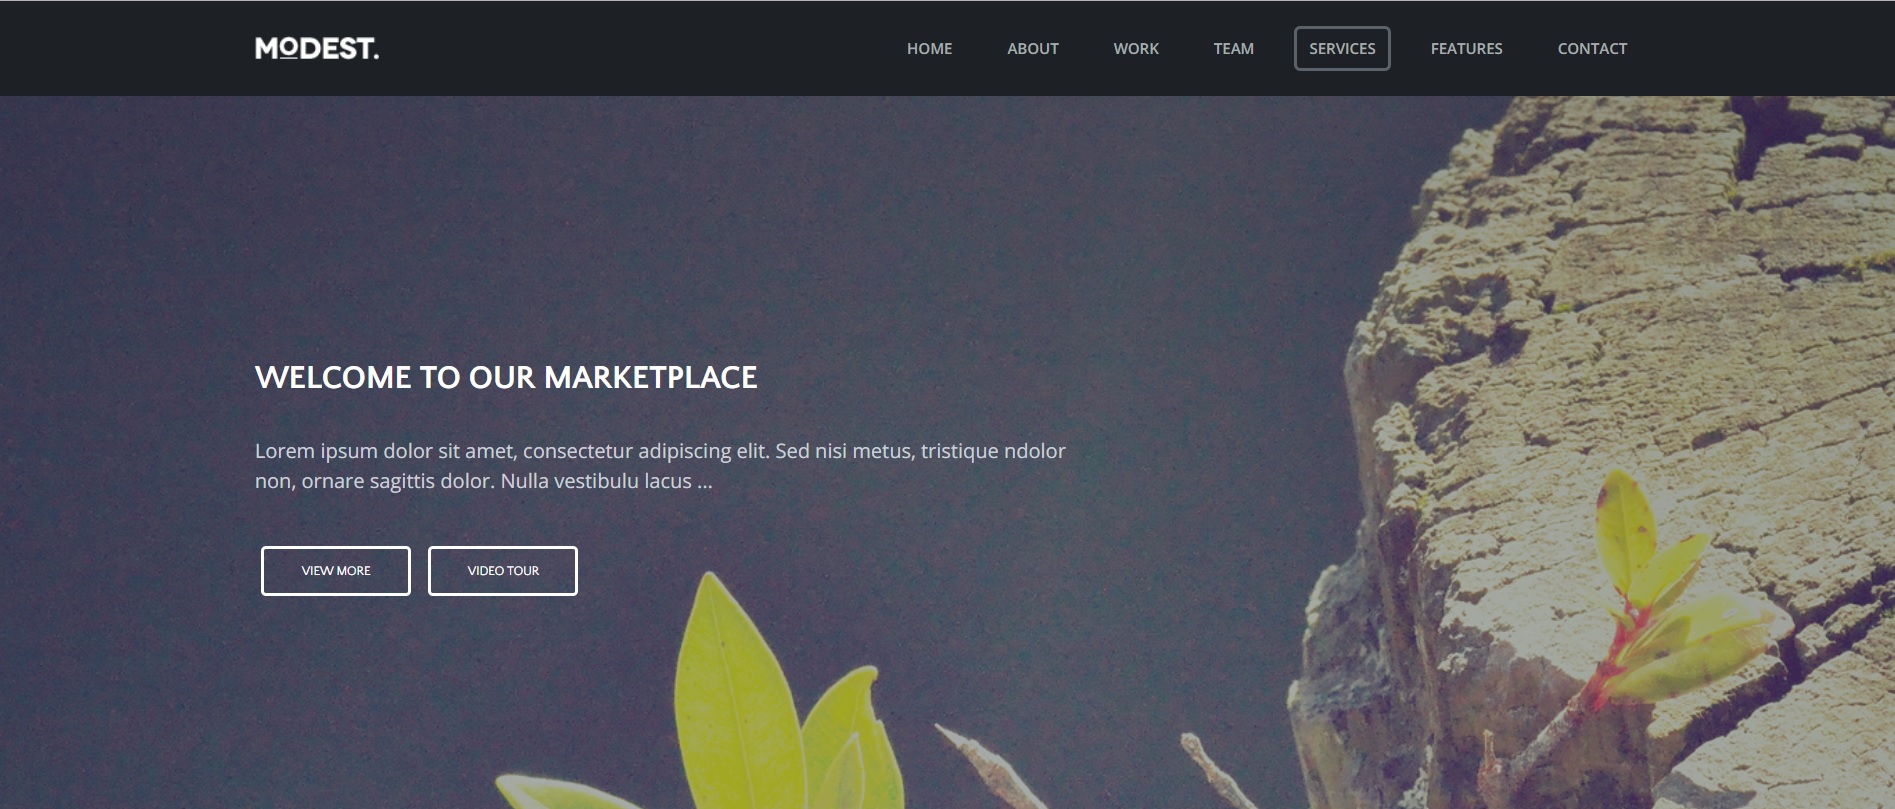 MODEST.
HOME ABOUT WORK TEAM SERVICES FEATURES CONTACT
WELCOME TO OUR MARKETPLACE
Lorem ipsum dolor sit amet, consectetur adipiscing elit. Sed nisi metus, tristique ndolor
non, ornare sagittis dolor. Nulla vestibulu lacus ...
VIEW MORE VIDEO TOUR